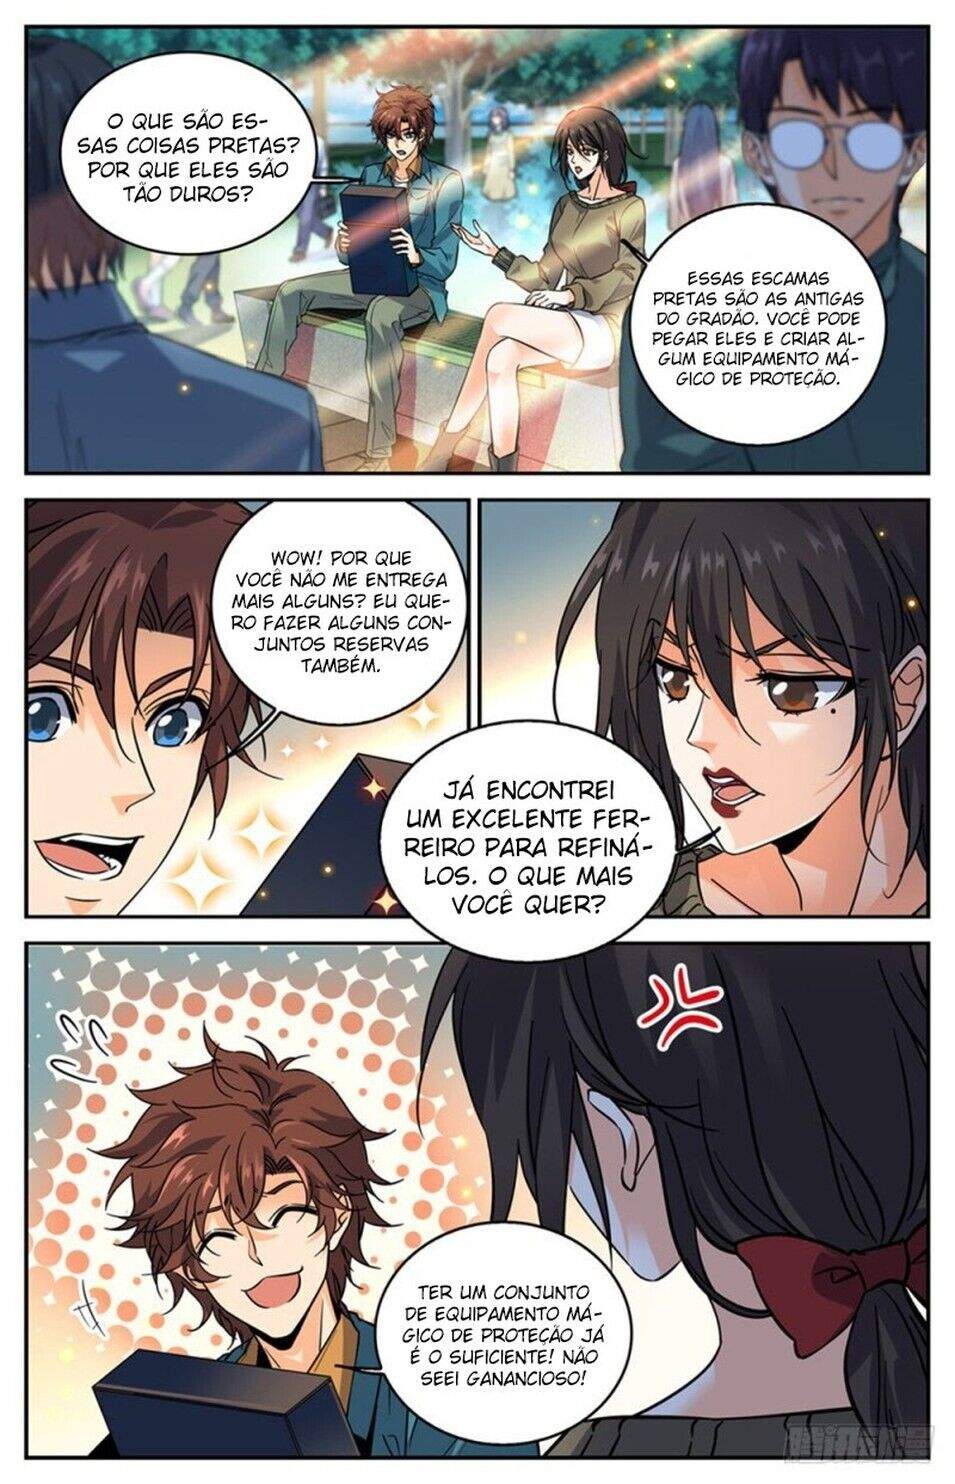 O QUE SÃO ES-
SAS COISAS PRETAS?
POR QUE ELES SÃO
TÃO DUROS?
ESSAS ESCAMAS
PRETAS SÃO AS ANTIGAS
DO GRADÃO. VOCÊ PODE
PEGAR ELES E CRIAR AL-
GUM EQUIPAMENTO MÁ-
GICO DE PROTEÇÃO.
WOW! POR QUE
VOCÊ NÃO ME ENTREGA
MAIS ALGUNS? EU QUE-
RO FAZER ALGUNS CON-
JUNTOS RESERVAS
TAMBÉM.
JÁ ENCONTREI
UM EXCELENTE FER-
REIRO PARA REFINÁ-
LOS. O QUE MAIS
VOCÊ QUER?
TER UM CONJUNTO
DE EQUIPAMENTO MÁ-
GICO DE PROTEÇÃO JÁ
É O SUFICIENTE! NÃO
SEEI GANANCIOSO!
腾讯动漫